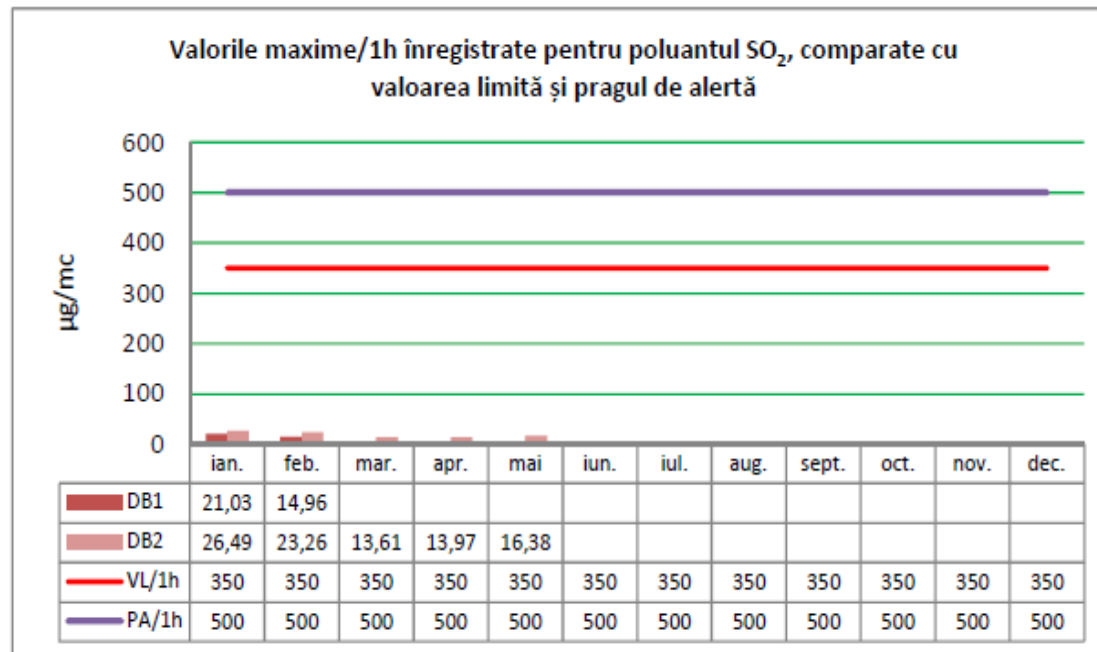 Valorile maxime/1h înregistrate pentru poluantul SO₂, comparate cu
valoarea limită și pragul de alertă
µg/mc
600
500
400
300
200
100
0
ian. feb. mar. apr. mai iun. iul. aug. sept. oct. nov. dec.
DB1 21,03 14,96
DB2 26,49 23,26 13,61 13,97 16,38
VL/1h 350 350 350 350 350 350 350 350 350 350 350 350
PA/1h 500 500 500 500 500 500 500 500 500 500 500 500